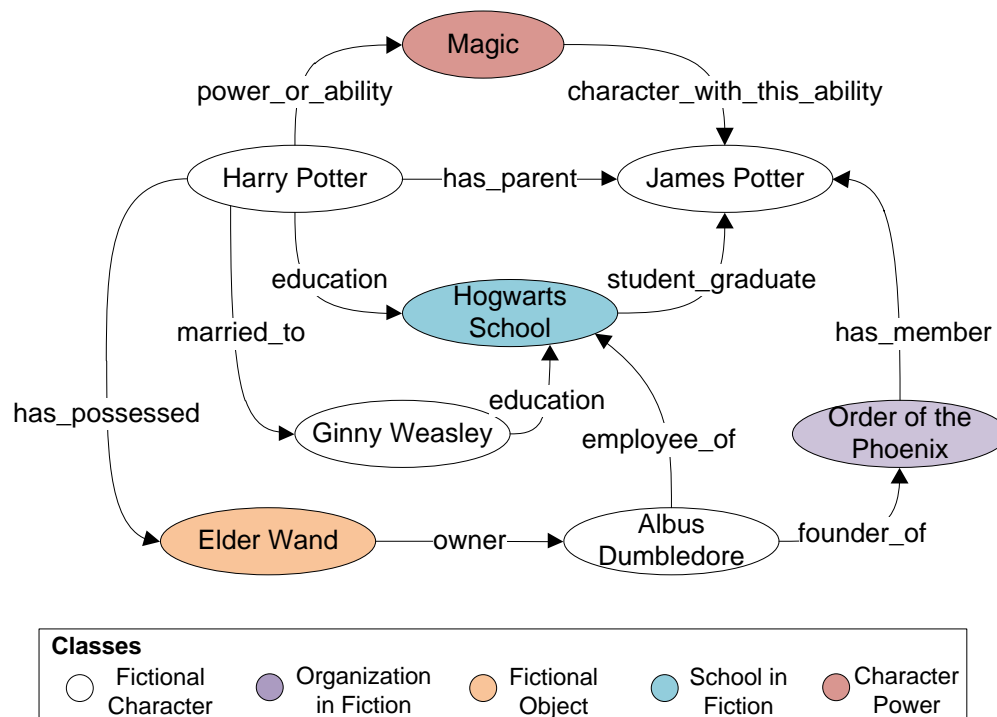 Magic
power_or_ability
character_with_this_ability
Harry Potter
has_parent
James Potter
education
student_graduate
Hogwarts
School
married_to
has_member
has_possessed
education
Ginny Weasley
employee_of
Order of the
Phoenix
Elder Wand
owner
Albus
Dumbledore
founder_of
Classes
Fictional
Character
Organization
in Fiction
Fictional
Object
School in
Fiction
Character
Power